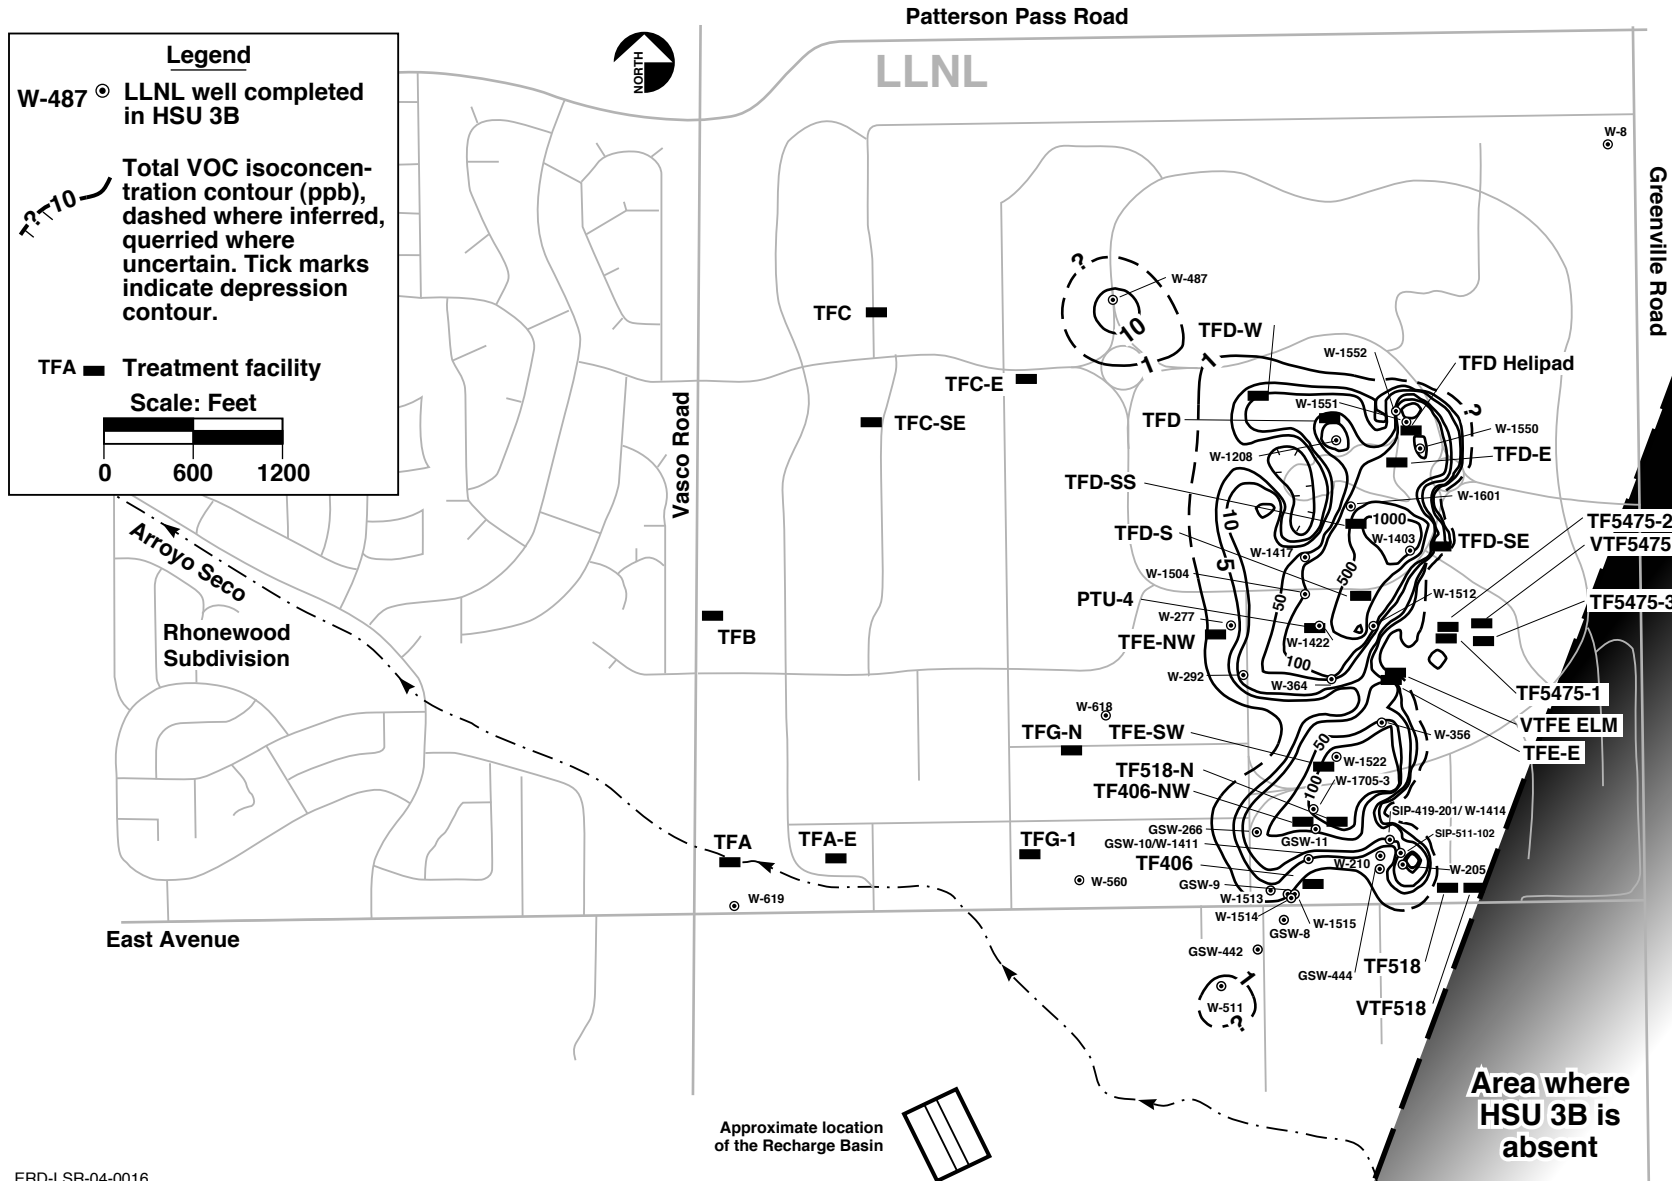 Patterson Pass Road
Legend
W-487
LLNL well completed
in HSU 3B
?
10
Total VOC isoconcen-
tration contour (ppb),
dashed where inferred,
querried where
uncertain. Tick marks
indicate depression
contour.
TFA
Treatment facility
Scale: Feet
0 600 1200
NORTH
LLNL
W-8
Greenville Road
Vasco Road
?
W-487
10
1
TFC
TFD-W
1
W-1552
TFD Helipad
TFC-E
W-1551
?
TFC-SE
TFD
W-1550
W-1208
TFD-E
TFD-SS
W-1601
10
1000
TF5475-2
TFD-S
W-1403
TFD-SE
VTF5475
W-1417
5
500
W-1504
50
W-1512
TF5475-3
PTU-4
W-277
W-1422
TFE-NW
100
W-292
W-364
TF5475-1
Arroyo Seco
Rhonewood
Subdivision
TFB
W-618
VTFE ELM
TFG-N
TFE-SW
50
W-356
TFE-E
W-1522
TF518-N
100
W-1705-3
TF406-NW
SIP-419-201/ W-1414
GSW-266
SIP-511-102
GSW-10/W-1411
GSW-11
TFA
TFA-E
TFG-1
TF406
W-210
W-205
W-560
GSW-9
W-619
W-1513
W-1514
W-1515
GSW-8
East Avenue
GSW-442
GSW-444
TF518
1
W-511
?
VTF518
Area where
HSU 3B is
absent
Approximate location
of the Recharge Basin
ERD-LSR-04-0016